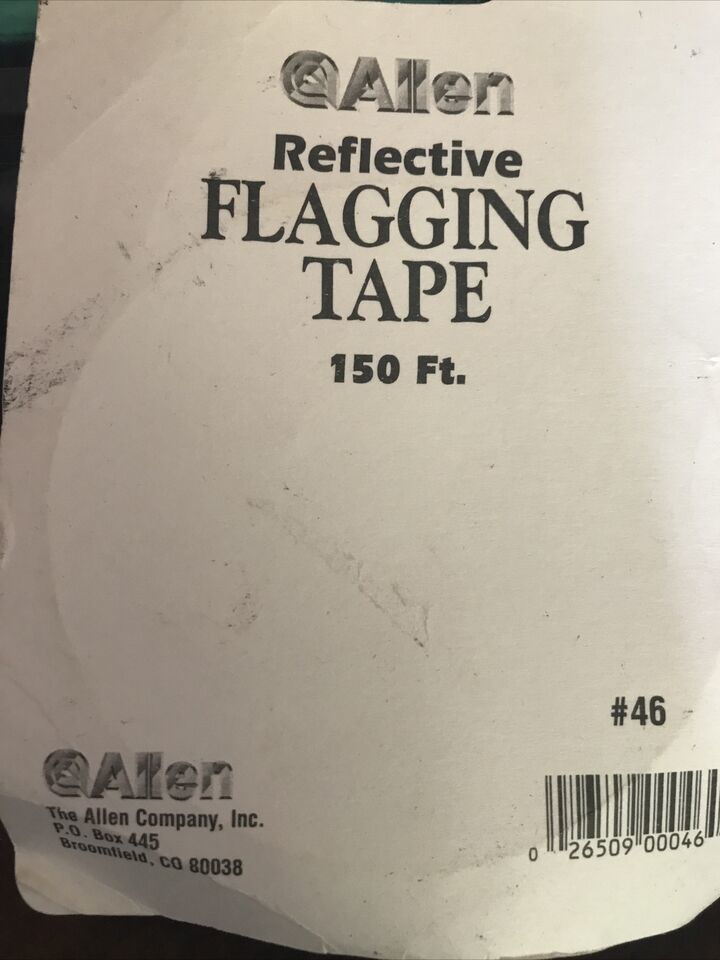 Allen
Reflective
FLAGGING
TAPE
150 Ft.
#46
Allen
The Allen Company, Inc.
P.O. Box 445
Broomfield, CO 80038
0 26509 00046